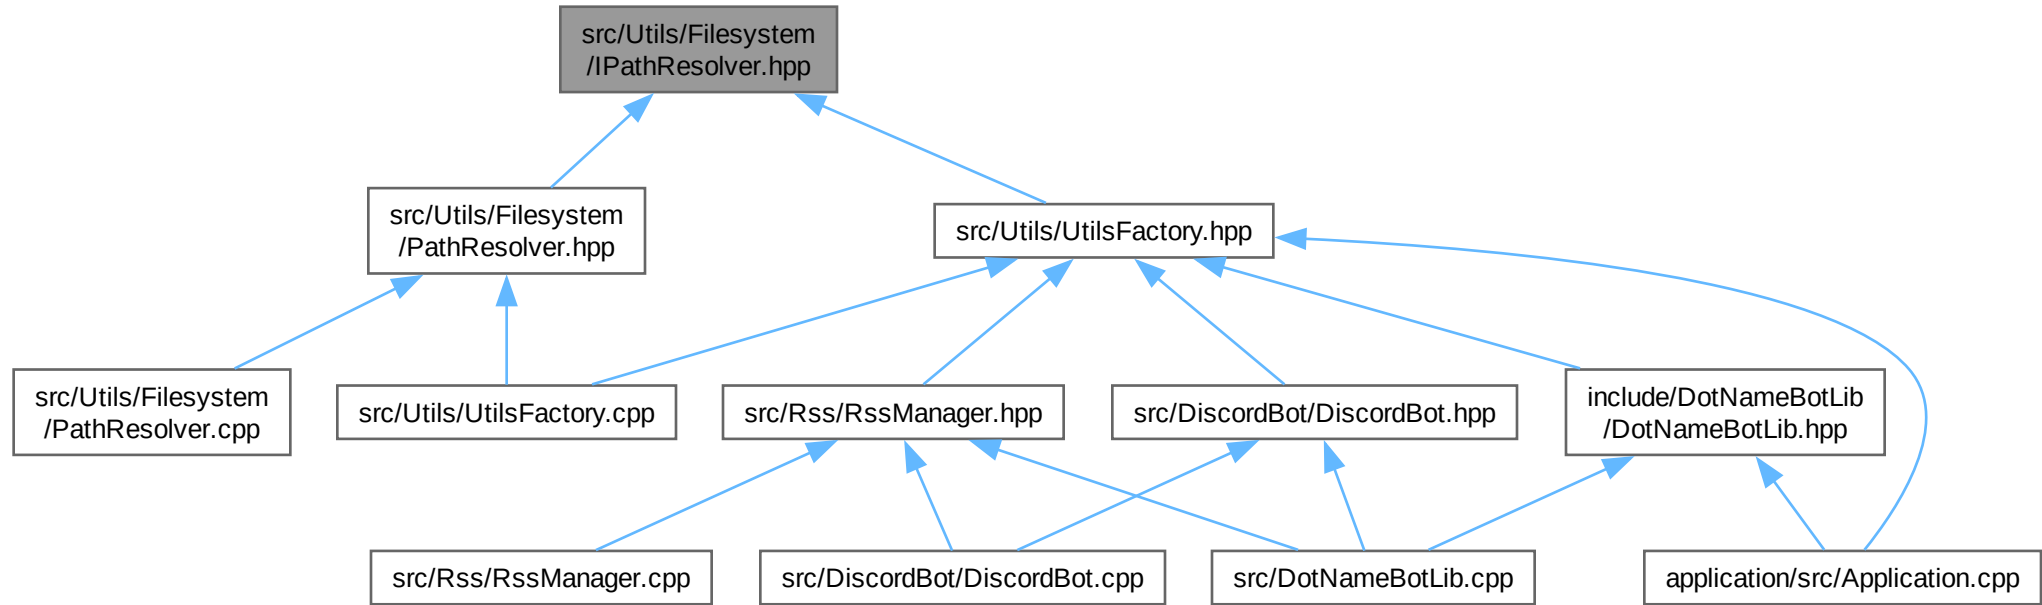 src/Utils/Filesystem
/IPathResolver.hpp
src/Utils/Filesystem
/PathResolver.hpp
src/Utils/UtilsFactory.hpp
src/Utils/Filesystem
/PathResolver.cpp
src/Utils/UtilsFactory.cpp
src/Rss/RssManager.hpp
src/DiscordBot/DiscordBot.hpp
include/DotNameBotLib
/DotNameBotLib.hpp
src/Rss/RssManager.cpp
src/DiscordBot/DiscordBot.cpp
src/DotNameBotLib.cpp
application/src/Application.cpp